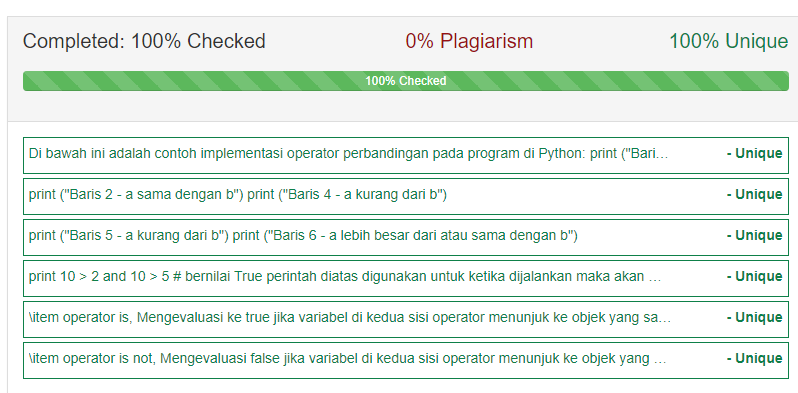 Completed: 100% Checked 0% Plagiarism 100% Unique
100% Checked
Di bawah ini adalah contoh implementasi operator perbandingan pada program di Python: print ("Bari… - Unique
print ("Baris 2 - a sama dengan b") print ("Baris 4 - a kurang dari b") - Unique
print ("Baris 5 - a kurang dari b") print ("Baris 6 - a lebih besar dari atau sama dengan b") - Unique
print 10 > 2 and 10 > 5 # bernilai True perintah diatas digunakan untuk ketika dijalankan maka akan … - Unique
\item operator is, Mengevaluasi ke true jika variabel di kedua sisi operator menunjuk ke objek yang sa… - Unique
\item operator is not, Mengevaluasi false jika variabel di kedua sisi operator menunjuk ke objek yang … - Unique